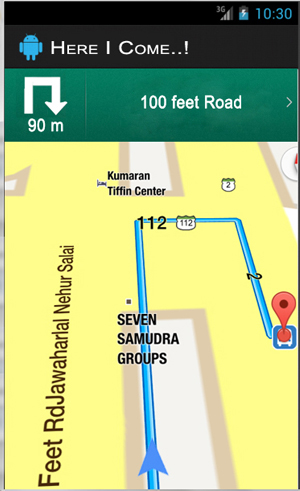 3G 10:30
HERE I COME..!
90 m
100 feet Road
Kumaran
Tiffin Center
2
112
112
2
SEVEN
SAMUDRA
GROUPS
Feet RdJawaharlal Nehur Salai